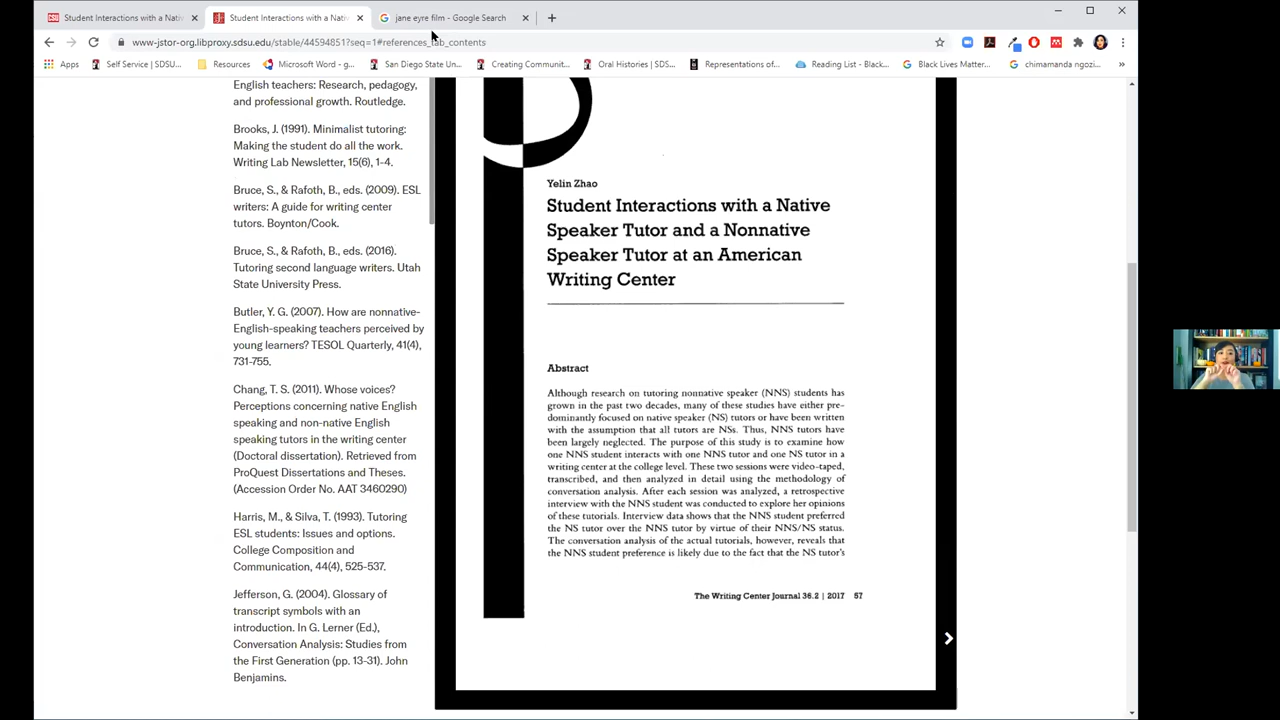 Student Interactions with a Nativ
Student Interactions with a Nativ
jane eyre film - Google Search
www-jstor-org.libproxy.sdsu.edu/stable/44594851?seq=1#references_tab_contents
Apps
Self Service | SDSU...
Resources
Microsoft Word - g...
San Diego State Un...
Creating Communit...
Oral Histories | SDS...
Representations of...
Reading List - Black...
Black Lives Matter...
chimamanda ngozi...
English teachers: Research, pedagogy,
and professional growth. Routledge.
Brooks, J. (1991). Minimalist tutoring:
Making the student do all the work.
Writing Lab Newsletter, 15(6), 1-4.
Bruce, S., & Rafoth, B., eds. (2009). ESL
writers: A guide for writing center
tutors. Boynton/Cook.
Bruce, S., & Rafoth, B., eds. (2016).
Tutoring second language writers. Utah
State University Press.
Butler, Y. G. (2007). How are nonnative-
English-speaking teachers perceived by
young learners? TESOL Quarterly, 41(4),
731-755.
Chang, T. S. (2011). Whose voices?
Perceptions concerning native English
speaking and non-native English
speaking tutors in the writing center
(Doctoral dissertation). Retrieved from
ProQuest Dissertations and Theses.
(Accession Order No. AAT 3460290)
Harris, M., & Silva, T. (1993). Tutoring
ESL students: Issues and options.
College Composition and
Communication, 44(4), 525-537.
Jefferson, G. (2004). Glossary of
transcript symbols with an
introduction. In G. Lerner (Ed.),
Conversation Analysis: Studies from
the First Generation (pp. 13-31). John
Benjamins.
Yelin Zhao
Student Interactions with a Native
Speaker Tutor and a Nonnative
Speaker Tutor at an American
Writing Center
Abstract
Although research on tutoring nonnative speaker (NNS) students has
grown in the past two decades, many of these studies have either pre-
dominantly focused on native speaker (NS) tutors or have been written
with the assumption that all tutors are NSs. Thus, NNS tutors have
been largely neglected. The purpose of this study is to examine how
one NNS student interacts with one NNS tutor and one NS tutor in a
writing center at the college level. These two sessions were video-taped,
transcribed, and then analyzed in detail using the methodology of
conversation analysis. After each session was analyzed, a retrospective
interview with the NNS student was conducted to explore her opinions
of these tutorials. Interview data shows that the NNS student preferred
the NS tutor over the NNS tutor by virtue of their NNS/NS status.
The conversation analysis of the actual tutorials, however, reveals that
the NNS student preference is likely due to the fact that the NS tutor's
The Writing Center Journal 36.2 | 2017 57